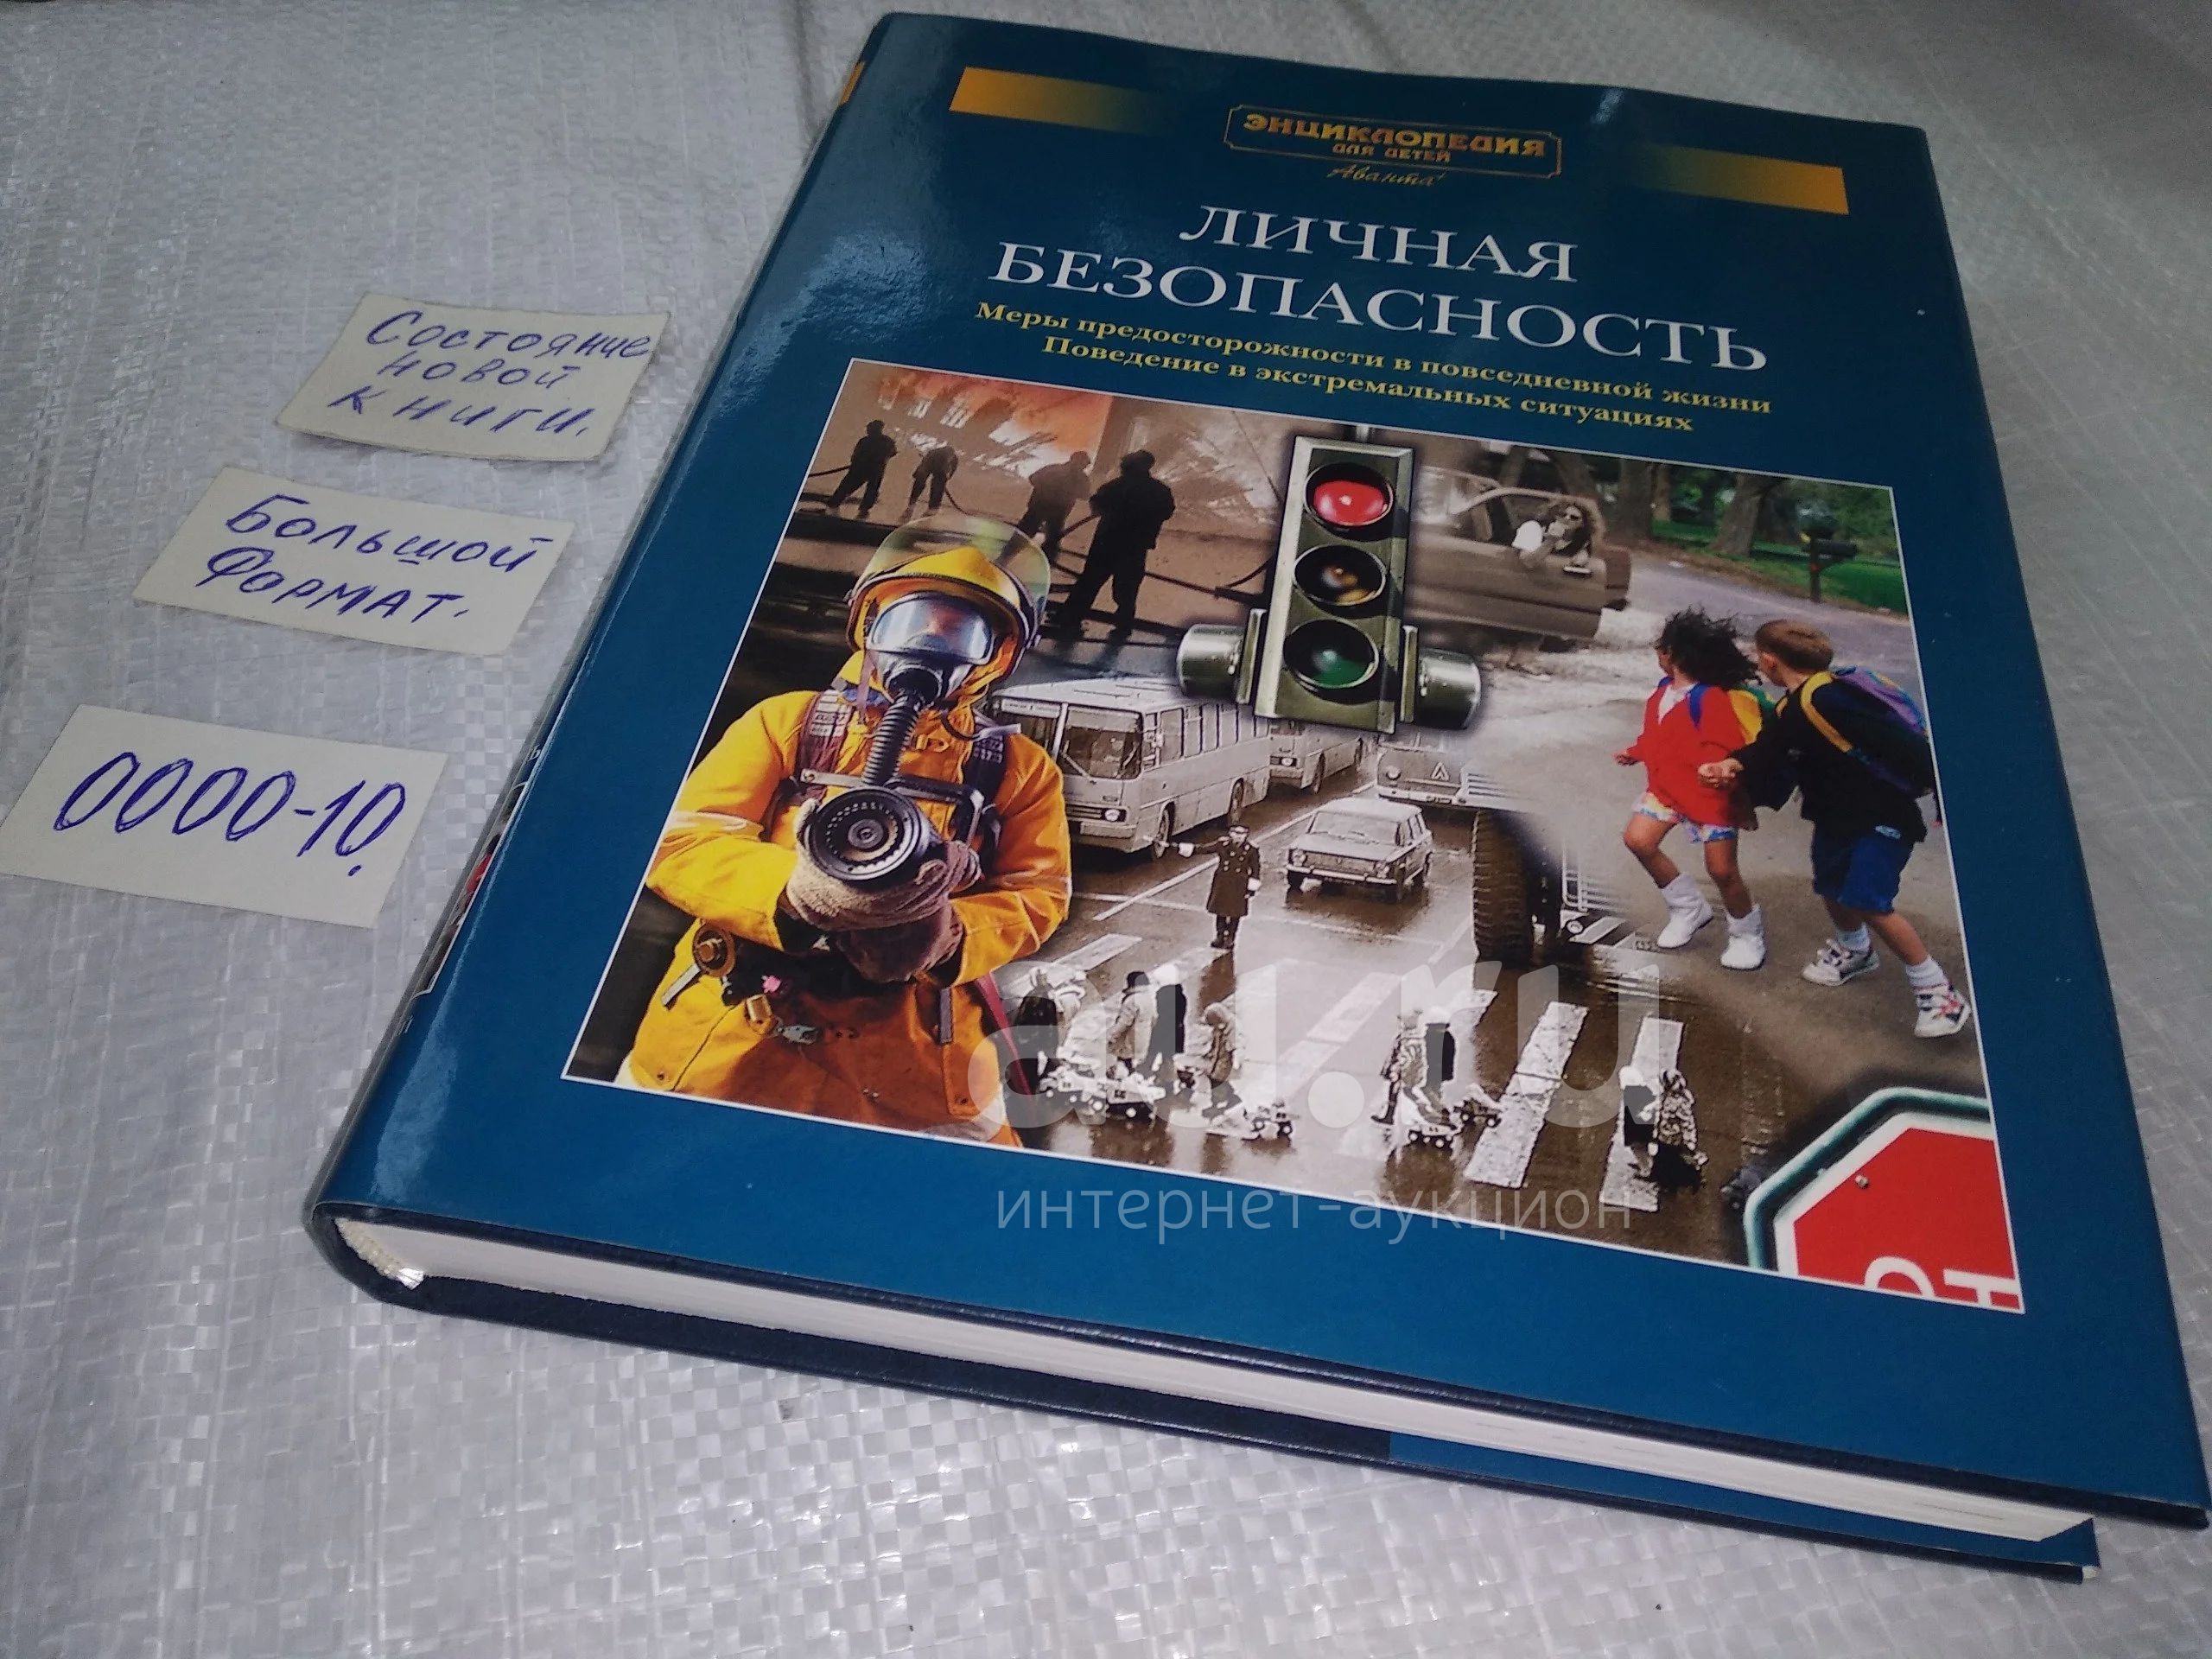 ЭНЦИКЛОПЕДИЯ
ДЛЯ ДЕТЕЙ
Аванта+
ЛИЧНАЯ
БЕЗОПАСНОСТЬ
Меры предосторожности в повседневной жизни
Поведение в экстремальных ситуациях
Состояние
новой
книги.
Большой
Формат.
0000-10
au.ru
интернет-аукцион